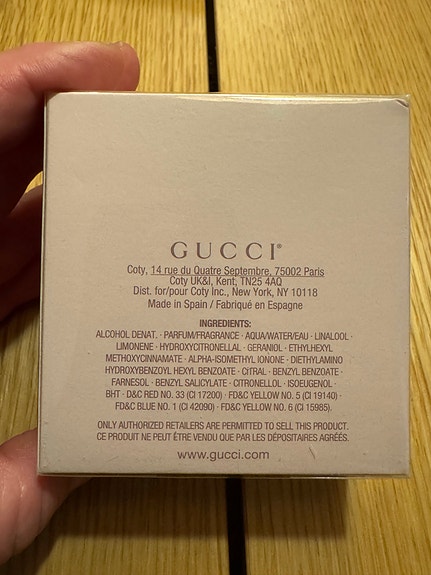 GUCCI®
Coty, 14 rue du Quatre Septembre, 75002 Paris
Coty UK&I, Kent, TN25 4AQ
Dist. for/pour Coty Inc., New York, NY 10118
Made in Spain / Fabriqué en Espagne
INGREDIENTS:
ALCOHOL DENAT. · PARFUM/FRAGRANCE · AQUA/WATER/EAU · LINALOOL ·
LIMONENE · HYDROXYCITRONELLAL · GERANIOL · ETHYLHEXYL
METHOXYCINNAMATE · ALPHA-ISOMETHYL IONONE · DIETHYLAMINO
HYDROXYBENZOYL HEXYL BENZOATE · CITRAL · BENZYL BENZOATE ·
FARNESOL · BENZYL SALICYLATE · CITRONELLOL · ISOEUGENOL ·
BHT · D&C RED NO. 33 (CI 17200) · FD&C YELLOW NO. 5 (CI 19140) ·
FD&C BLUE NO. 1 (CI 42090) · FD&C YELLOW NO. 6 (CI 15985).
ONLY AUTHORIZED RETAILERS ARE PERMITTED TO SELL THIS PRODUCT.
CE PRODUIT NE PEUT ÊTRE VENDU QUE PAR LES DÉPOSITAIRES AGRÉÉS.
www.gucci.com